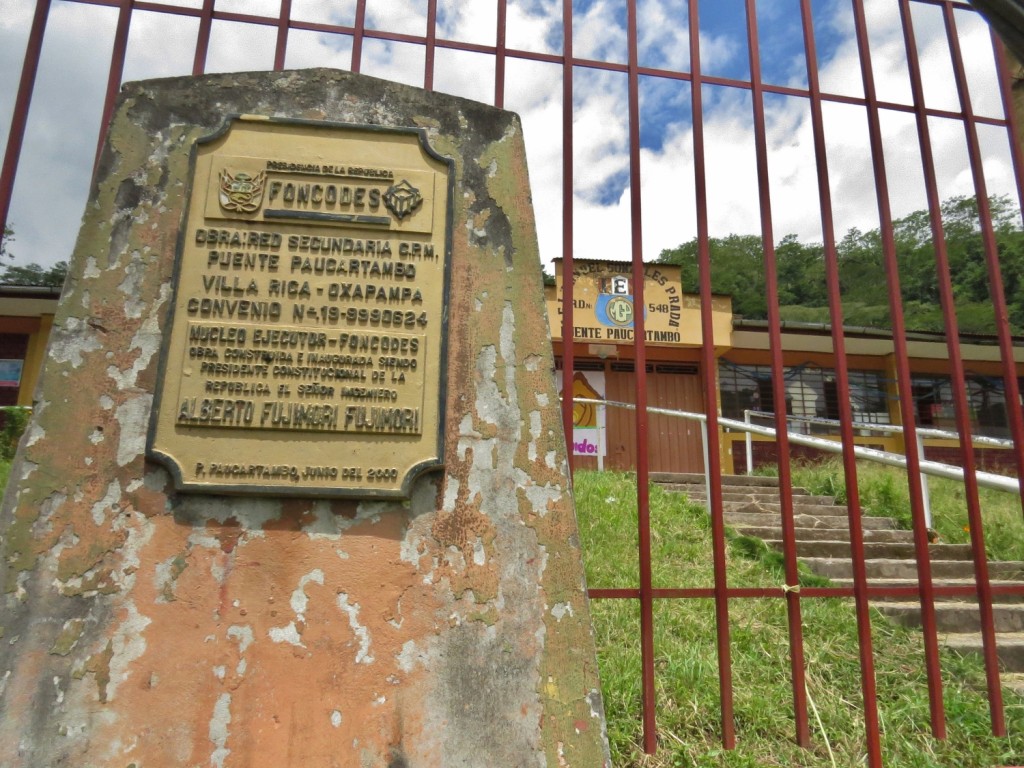 PRESIDENCIA DE LA REPUBLICA
FONCODES
OBRA:RED SECUNDARIA C.P.M,
PUENTE PAUCARTAMBO
VILLA RICA - OXAPAMPA
CONVENIO N-,19-9990624
NUCLEO EJECUTOR-FONCODES
OBRA CONSTRUIDA E INAUGURADA SIENDO
PRESIDENTE CONSTITUCIONAL DE LA
REPUBLICA EL SEÑOR INGENIERO
ALBERTO FUJIMORI FUJIMORI
P. PAUCARTAMBO, JUNIO DEL 2000
PRADA
R.D.Nº 548
PUENTE PAUCARTAMBO